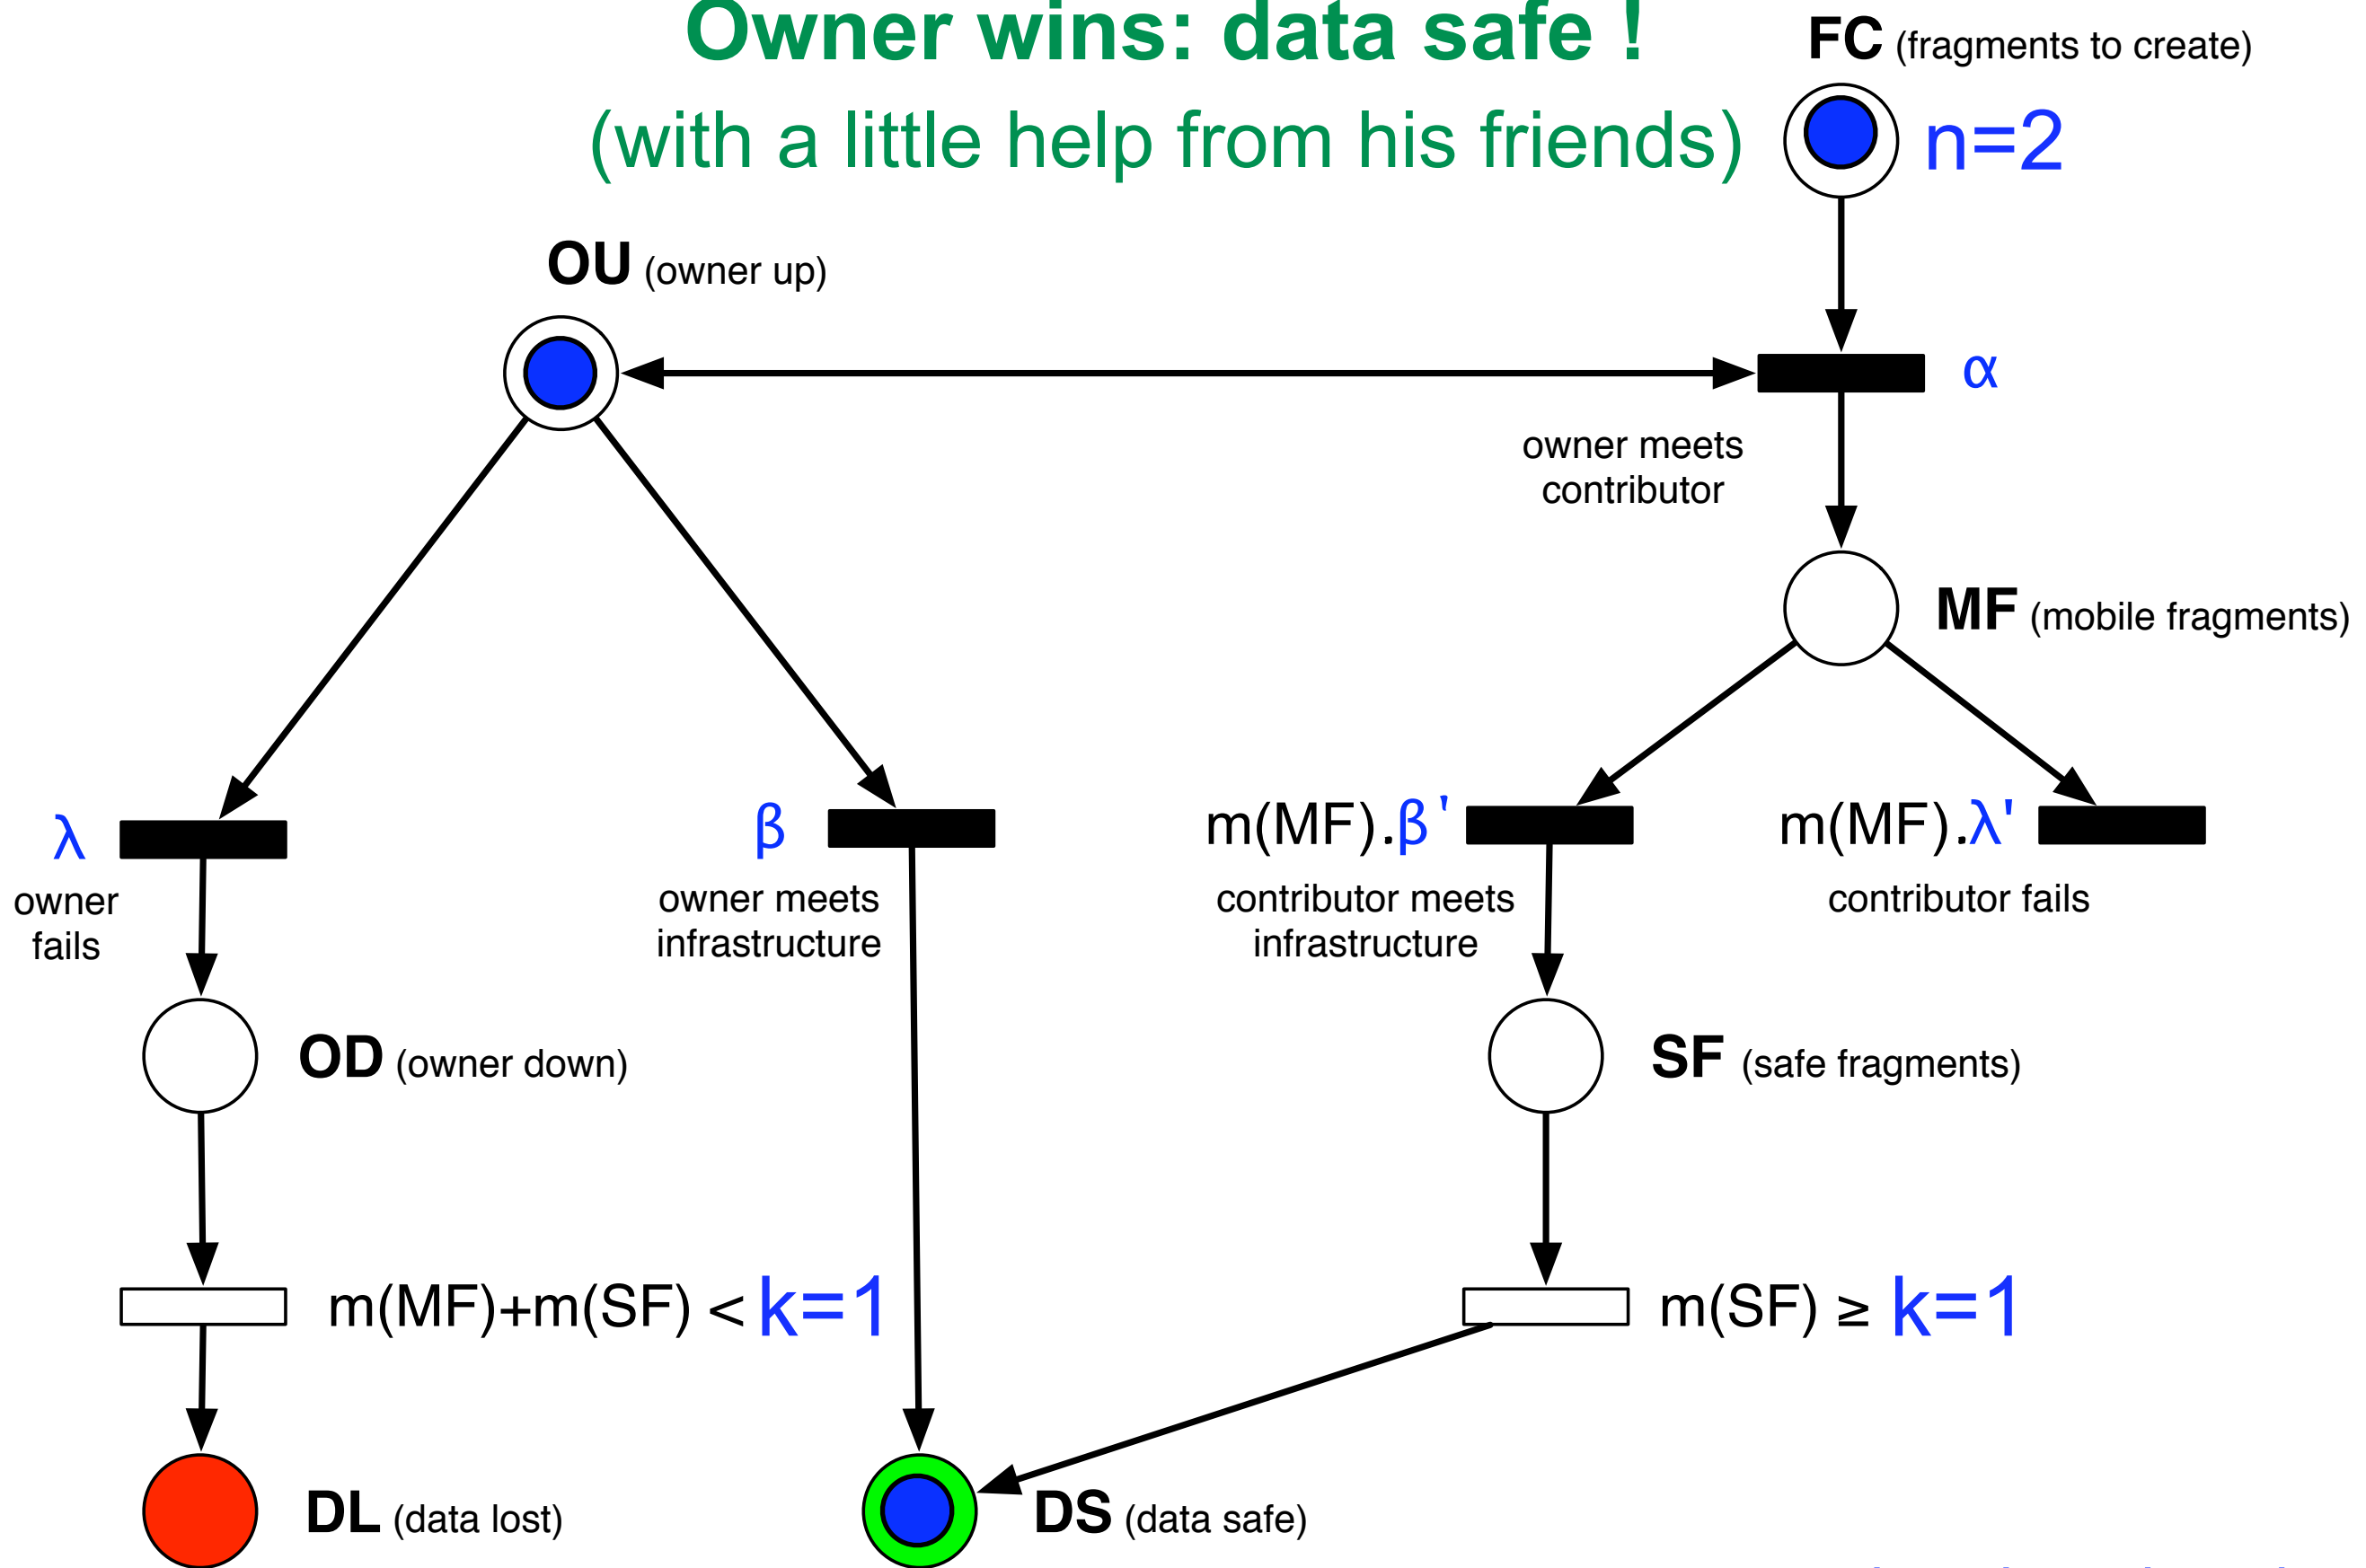 Owner wins: data safe !
(with a little help from his friends)
FC (fragments to create)
n=2
OU (owner up)
α
owner meets
contributor
MF (mobile fragments)
λ
owner
fails
β
owner meets
infrastructure
m(MF).β'
contributor meets
infrastructure
m(MF).λ'
contributor fails
OD (owner down)
SF (safe fragments)
m(MF)+m(SF) < k=1
m(SF) ≥ k=1
DL (data lost)
DS (data safe)